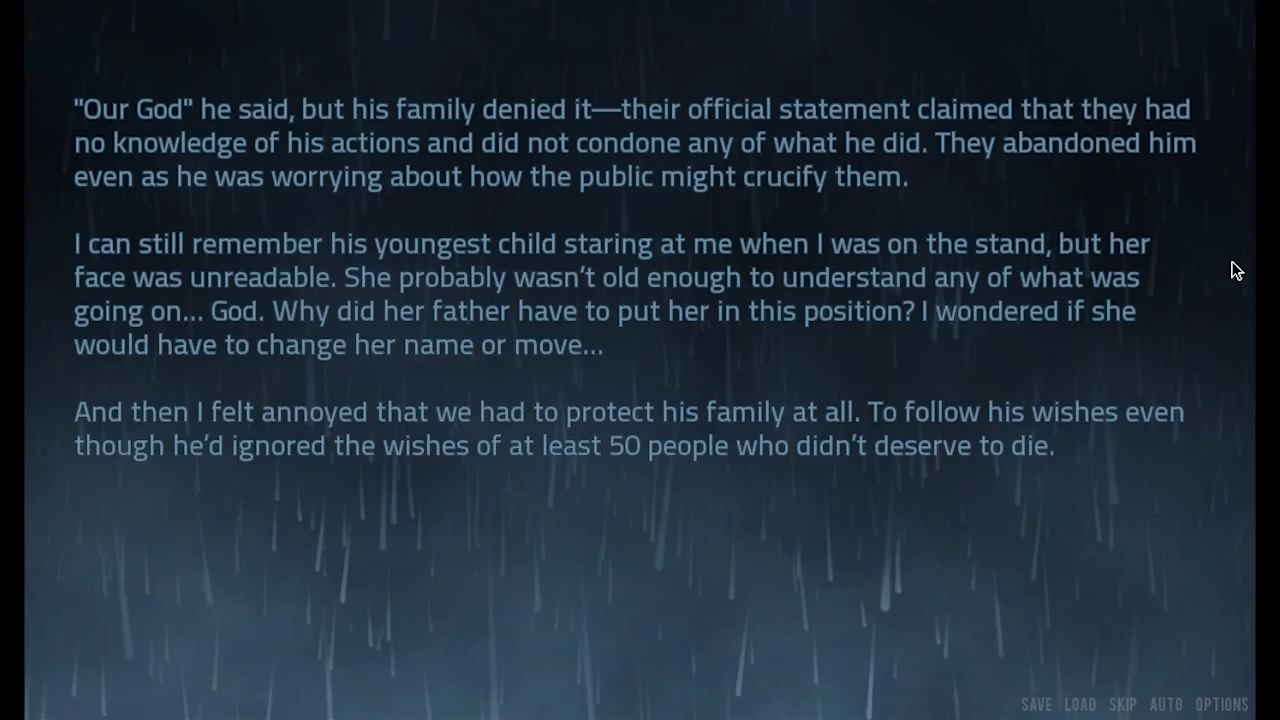 "Our God" he said, but his family denied it—their official statement claimed that they had
no knowledge of his actions and did not condone any of what he did. They abandoned him
even as he was worrying about how the public might crucify them.
I can still remember his youngest child staring at me when I was on the stand, but her
face was unreadable. She probably wasn’t old enough to understand any of what was
going on... God. Why did her father have to put her in this position? I wondered if she
would have to change her name or move...
And then I felt annoyed that we had to protect his family at all. To follow his wishes even
though he’d ignored the wishes of at least 50 people who didn’t deserve to die.
SAVE LOAD SKIP AUTO OPTIONS